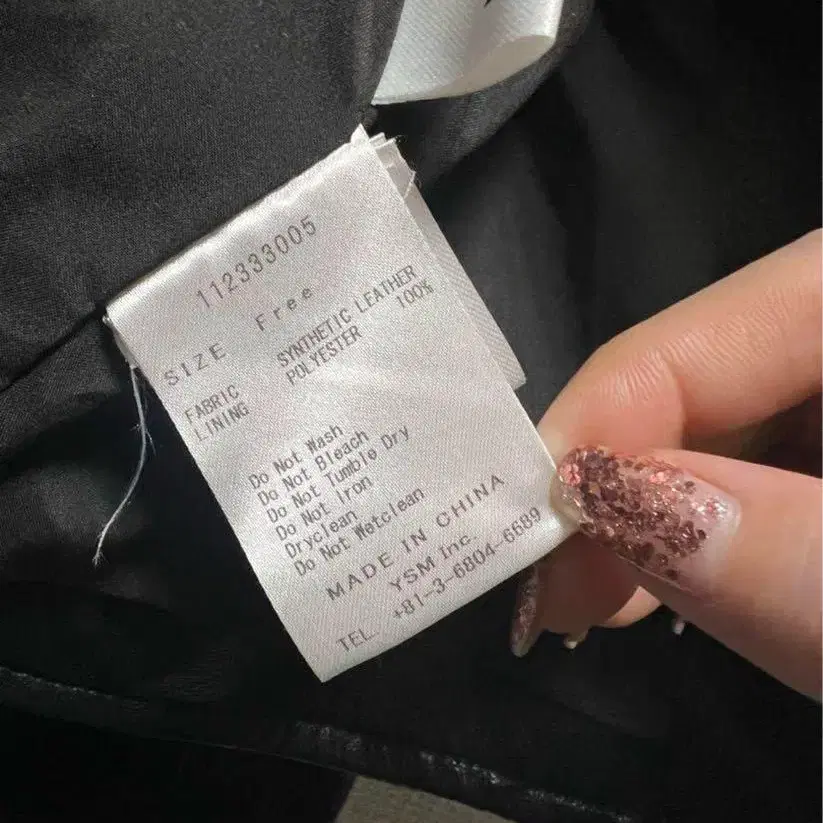 112333005
SIZE Free
FABRIC SYNTHETIC LEATHER
LINING POLYESTER 100%
Do Not Wash
Do Not Bleach
Do Not Tumble Dry
Do Not Iron
Dryclean
Do Not Wetclean
MADE IN CHINA
YSM Inc.
TEL. +81-3-6804-6689